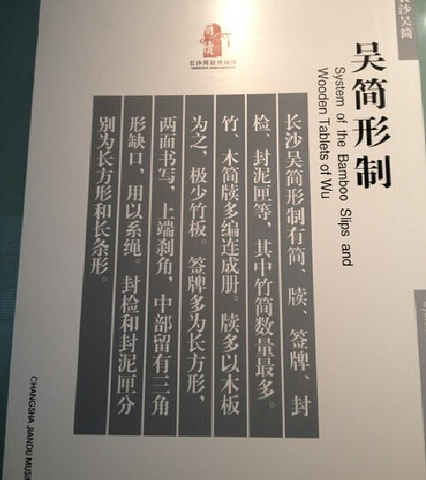 长沙吴简
吴简形制
System of the Bamboo Slips and
Wooden Tablets of Wu
长沙简牍博物馆
长沙吴简形制有简、牍、签牌、封
检、封泥匣等，其中竹简数量最多。
竹、木简牍多编连成册。牍多以木板
为之，极少竹板。签牌多为长方形，
两面书写，上端刹角，中部留有三角
形缺口，用以系绳。封检和封泥匣分
别为长方形和长条形。
CHANGSHA JIANDU